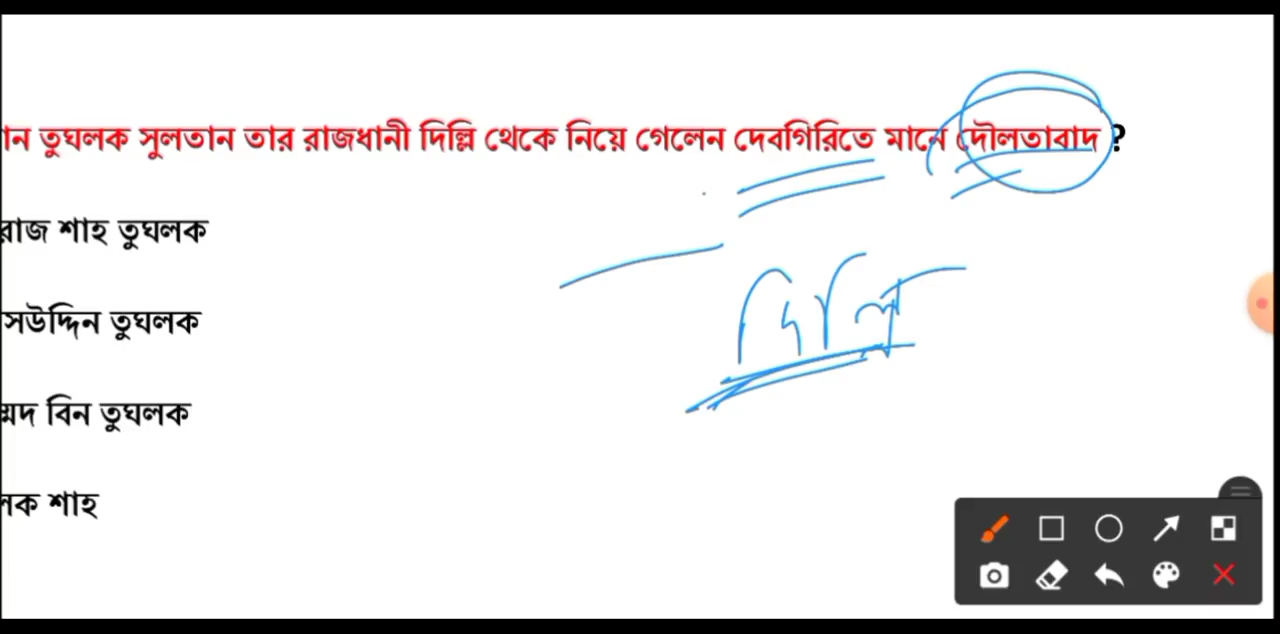 ান তুঘলক সুলতান তার রাজধানী দিল্লি থেকে নিয়ে গেলেন দেবগিরিতে মানে দৌলতাবাদ ?
রাজ শাহ তুঘলক
দিল্লি
সউদ্দিন তুঘলক
ম্মদ বিন তুঘলক
লক শাহ